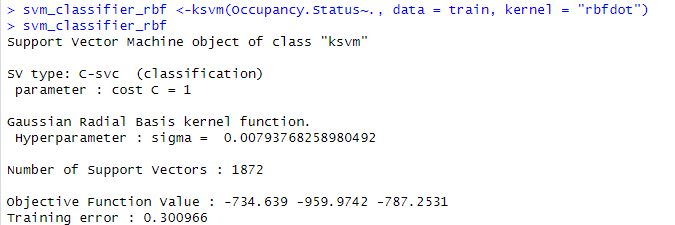 > svm_classifier_rbf <-ksvm(Occupancy.Status~., data = train, kernel = "rbfdot")
> svm_classifier_rbf
Support Vector Machine object of class "ksvm"
SV type: C-svc  (classification)
 parameter : cost C = 1
Gaussian Radial Basis kernel function.
 Hyperparameter : sigma =  0.00793768258980492
Number of Support Vectors : 1872
Objective Function Value : -734.639 -959.9742 -787.2531
Training error : 0.300966